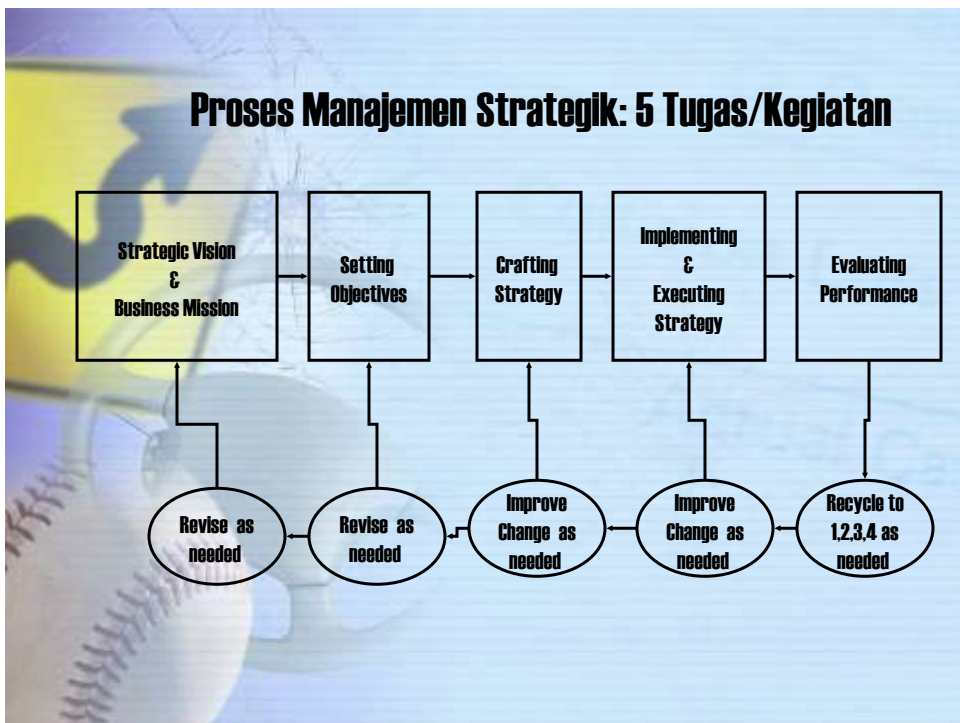 Proses Manajemen Strategik: 5 Tugas/Kegiatan
Strategic Vision
&
Business Mission
Setting
Objectives
Crafting
Strategy
Implementing
&
Executing
Strategy
Evaluating
Performance
Revise as
needed
Revise as
needed
Improve
Change as
needed
Improve
Change as
needed
Recycle to
1,2,3,4 as
needed